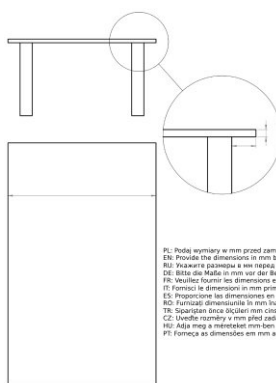 PL: Podaj wymiary w mm przed zam
EN: Provide the dimensions in mm b
RU: Укажите размеры в мм перед
DE: Bitte die Maße in mm vor der Be
FR: Veuillez fournir les dimensions e
IT: Fornisci le dimensioni in mm prim
ES: Proporcione las dimensiones en
RO: Furnizați dimensiunile în mm îna
TR: Siparişten önce ölçüleri mm cins
CZ: Uveďte rozměry v mm před zada
HU: Adja meg a méreteket mm-ben
PT: Forneça as dimensões em mm a